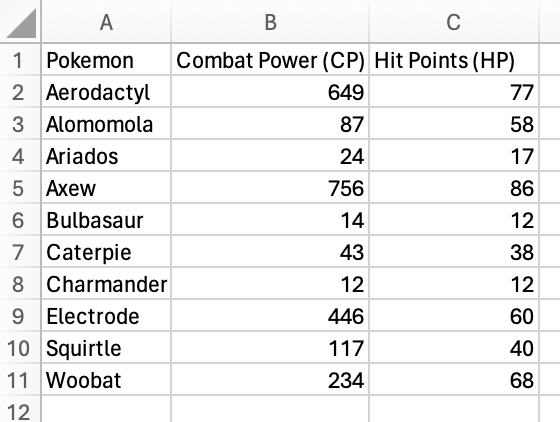 A B C
1 Pokemon Combat Power (CP) Hit Points (HP)
2 Aerodactyl 649 77
3 Alomomola 87 58
4 Ariados 24 17
5 Axew 756 86
6 Bulbasaur 14 12
7 Caterpie 43 38
8 Charmander 12 12
9 Electrode 446 60
10 Squirtle 117 40
11 Woobat 234 68
12